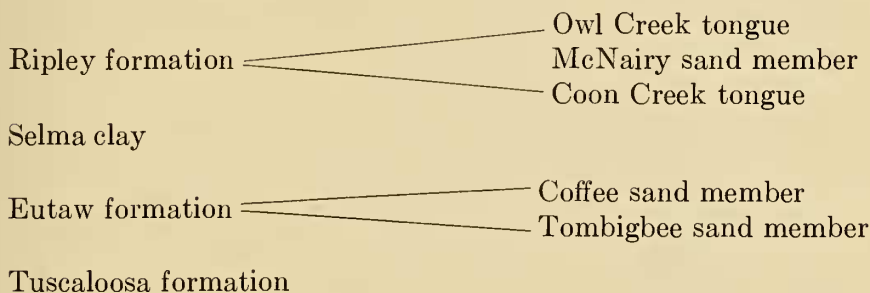 Owl Creek tongue
Ripley formation McNairy sand member
Coon Creek tongue
Selma clay
Coffee sand member
Eutaw formation
Tombigbee sand member
Tuscaloosa formation